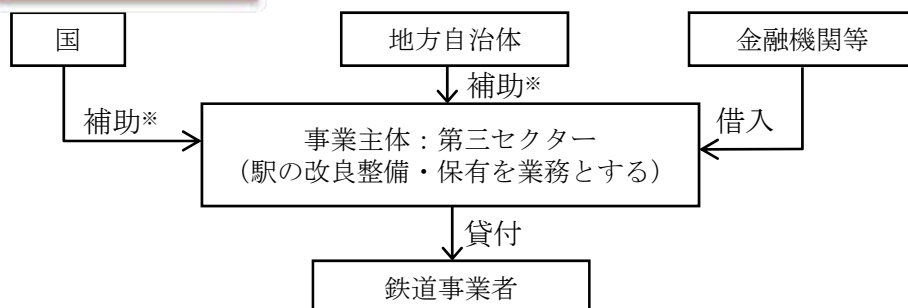 国
地方自治体
金融機関等
補助※
補助※
借入
事業主体：第三セクター
（駅の改良整備・保有を業務とする）
貸付
鉄道事業者